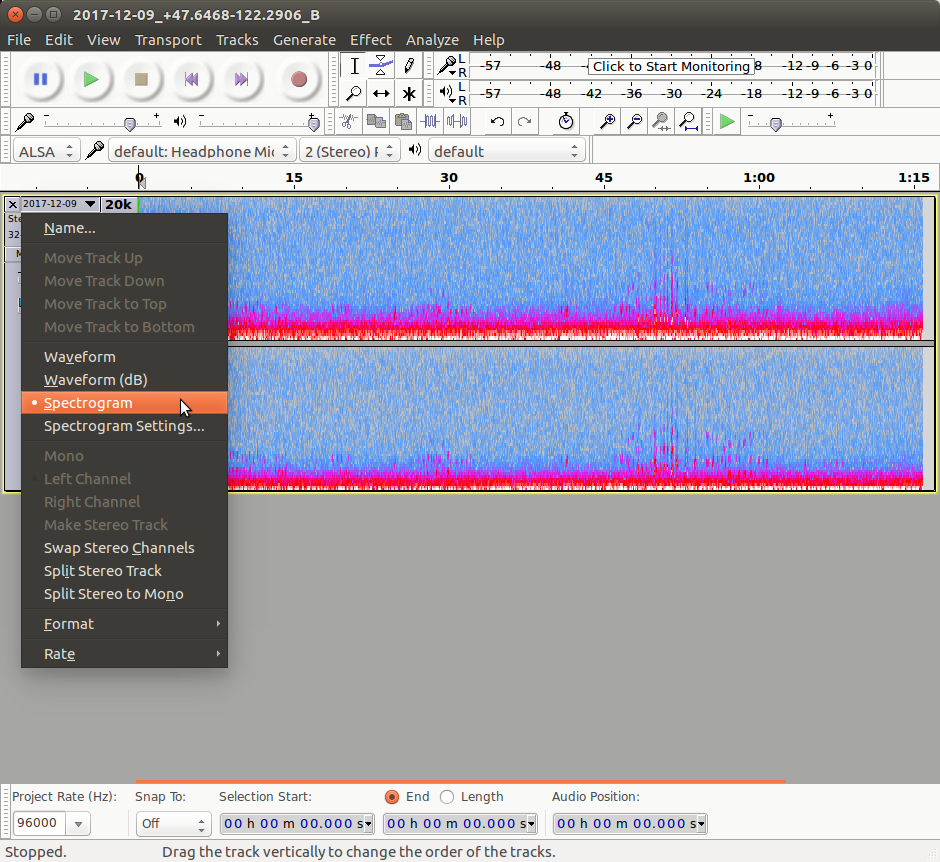 2017-12-09_+47.6468-122.2906_B
File Edit View Transport Tracks Generate Effect Analyze Help
L R -57 -48 Click to Start Monitoring 8 -12 -9 -6 -3 0
L R -57 -48 -42 -36 -30 -24 -18 -12 -9 -6 -3 0
- + - + - +
ALSA default: Headphone Mic 2 (Stereo) default
0 15 30 45 1:00 1:15
2017-12-09 20k
Ste
32-
M
Name...
Move Track Up
Move Track Down
Move Track to Top
Move Track to Bottom
Waveform
Waveform (dB)
Spectrogram
Spectrogram Settings...
Mono
Left Channel
Right Channel
Make Stereo Track
Swap Stereo Channels
Split Stereo Track
Split Stereo to Mono
Format
Rate
Project Rate (Hz): Snap To: Selection Start: End Length Audio Position:
96000 Off 00 h 00 m 00.000 s 00 h 00 m 00.000 s 00 h 00 m 00.000 s
Stopped. Drag the track vertically to change the order of the tracks.